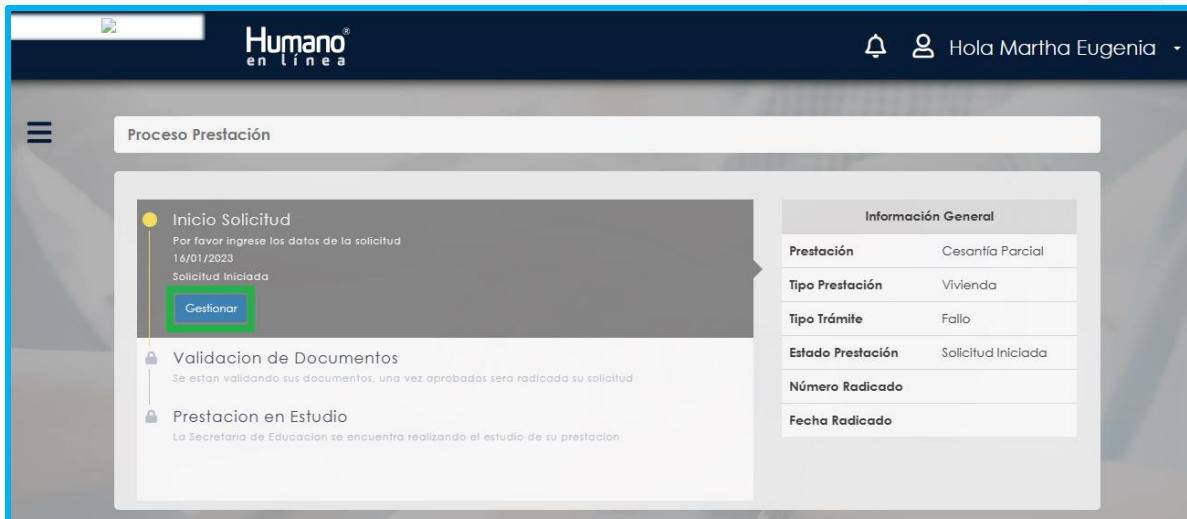 Humano®
en línea
Hola Martha Eugenia
Proceso Prestación
Inicio Solicitud
Por favor ingrese los datos de la solicitud
16/01/2023
Solicitud Iniciada
Gestionar
Validacion de Documentos
Se estan validando sus documentos, una vez aprobados sera radicada su solicitud
Prestacion en Estudio
La Secretaria de Educacion se encuentra realizando el estudio de su prestacion
Información General
Prestación Cesantía Parcial
Tipo Prestación Vivienda
Tipo Trámite Fallo
Estado Prestación Solicitud Iniciada
Número Radicado
Fecha Radicado